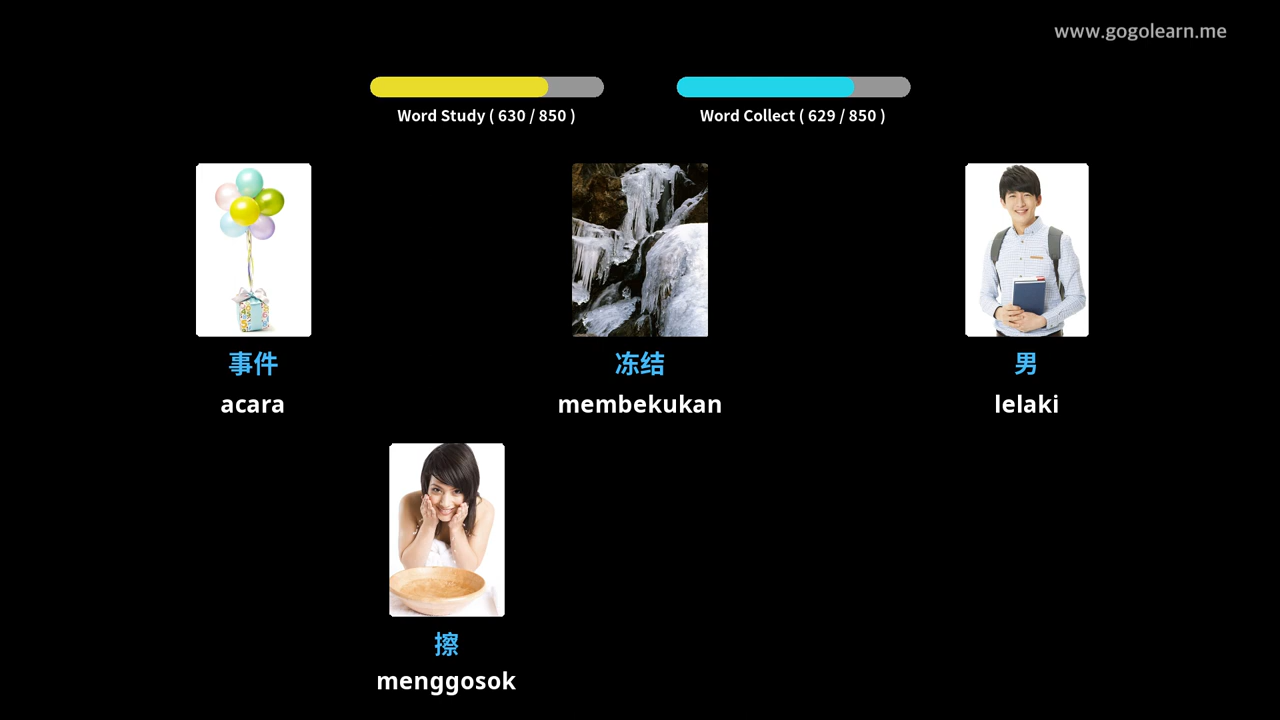 www.gogolearn.me
Word Study ( 630 / 850 )
Word Collect ( 629 / 850 )
事件
acara
冻结
membekukan
男
lelaki
擦
menggosok